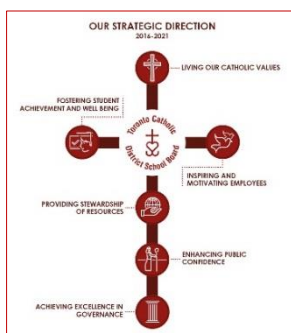 OUR STRATEGIC DIRECTION
2016-2021
LIVING OUR CATHOLIC VALUES
FOSTERING STUDENT
ACHIEVEMENT AND WELL BEING
Toronto Catholic
District School Board
INSPIRING AND
MOTIVATING EMPLOYEES
PROVIDING STEWARDSHIP
OF RESOURCES
ENHANCING PUBLIC
CONFIDENCE
ACHIEVING EXCELLENCE IN
GOVERNANCE